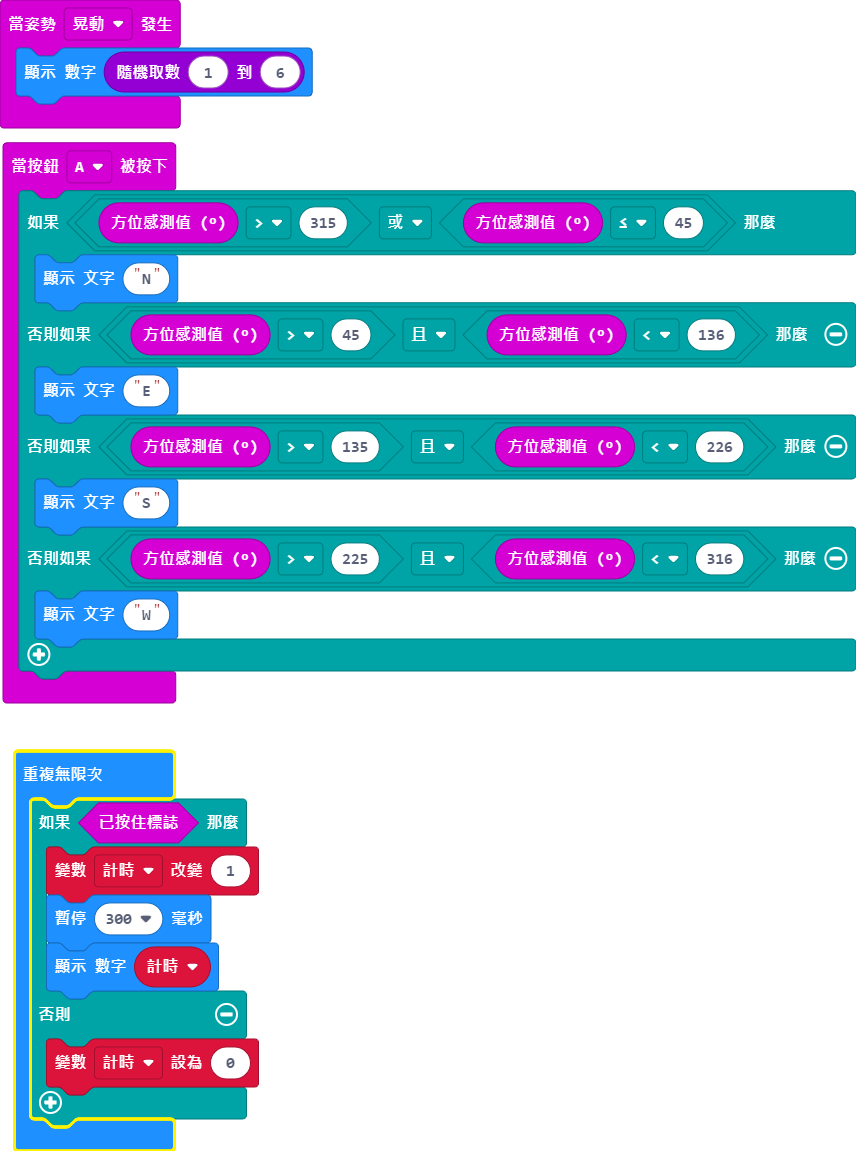 當姿勢 晃動 發生
顯示 數字 隨機取數 1 到 6
當按鈕 A 被按下
如果 方位感測值 (º) > 315 或 方位感測值 (º) ≤ 45 那麼
顯示 文字 "N"
否則如果 方位感測值 (º) > 45 且 方位感測值 (º) < 136 那麼
顯示 文字 "E"
否則如果 方位感測值 (º) > 135 且 方位感測值 (º) < 226 那麼
顯示 文字 "S"
否則如果 方位感測值 (º) > 225 且 方位感測值 (º) < 316 那麼
顯示 文字 "W"
重複無限次
如果 已按住標誌 那麼
變數 計時 改變 1
暫停 300 毫秒
顯示 數字 計時
否則
變數 計時 設為 0